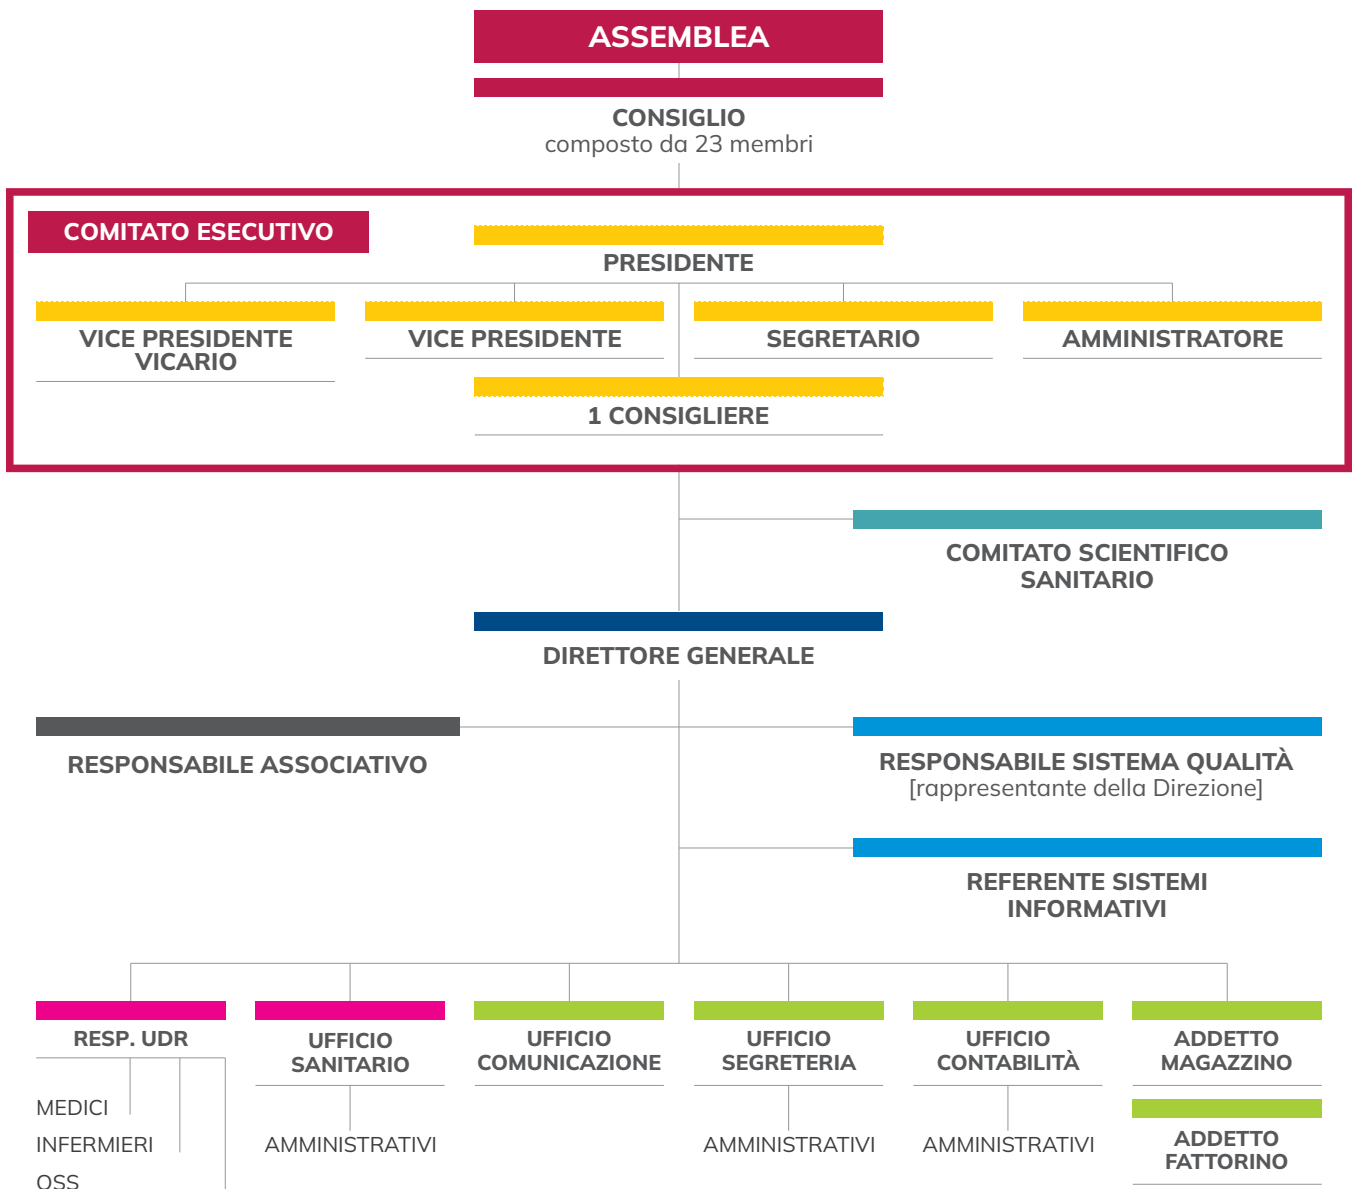 ASSEMBLEA
CONSIGLIO
composto da 23 membri
COMITATO ESECUTIVO
PRESIDENTE
VICE PRESIDENTE
VICARIO
VICE PRESIDENTE
SEGRETARIO
AMMINISTRATORE
1 CONSIGLIERE
COMITATO SCIENTIFICO
SANITARIO
DIRETTORE GENERALE
RESPONSABILE ASSOCIATIVO
RESPONSABILE SISTEMA QUALITÀ
[rappresentante della Direzione]
REFERENTE SISTEMI
INFORMATIVI
RESP. UDR
MEDICI
INFERMIERI
OSS
UFFICIO
SANITARIO
AMMINISTRATIVI
UFFICIO
COMUNICAZIONE
UFFICIO
SEGRETERIA
AMMINISTRATIVI
UFFICIO
CONTABILITÀ
AMMINISTRATIVI
ADDETTO
MAGAZZINO
ADDETTO
FATTORINO